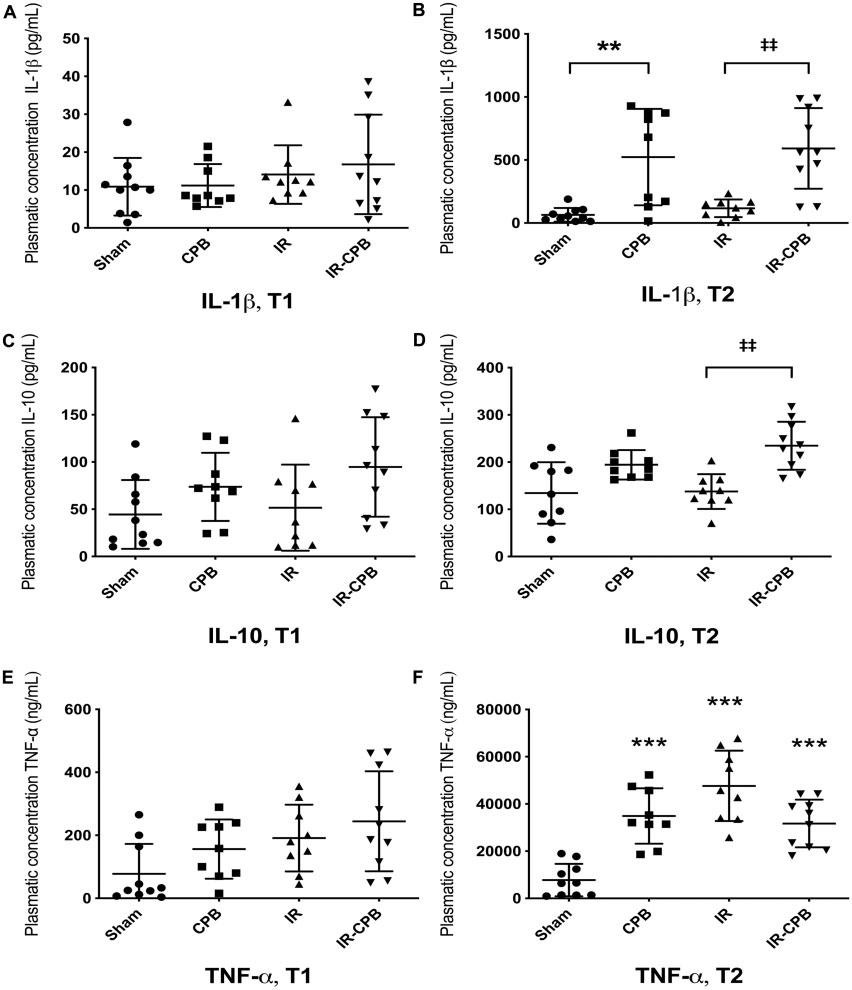 A
Plasmatic concentration IL-1β (pg/mL)
50
40
30
20
10
0
Sham
CPB
IR
IR-CPB
IL-1β, T1
B
Plasmatic concentation IL-1β (pg/mL)
1500
1000
500
0
**
‡‡
Sham
CPB
IR
IR-CPB
IL-1β, T2
C
Plasmatic concentration IL-10 (pg/mL)
200
150
100
50
0
Sham
CPB
IR
IR-CPB
IL-10, T1
D
Plasmatic concentration IL-10 (pg/mL)
400
300
200
100
0
‡‡
Sham
CPB
IR
IR-CPB
IL-10, T2
E
Plasmatic concentration TNF-α (ng/mL)
600
400
200
0
Sham
CPB
IR
IR-CPB
TNF-α, T1
F
Plasmatic concentration TNF-α (ng/mL)
80000
60000
40000
20000
0
***
***
***
Sham
CPB
IR
IR-CPB
TNF-α, T2